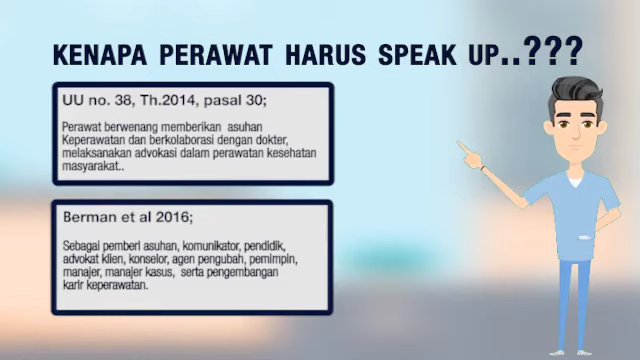 KENAPA PERAWAT HARUS SPEAK UP..???
UU no. 38, Th.2014, pasal 30;
Perawat berwenang memberikan asuhan
Keperawatan dan berkolaborasi dengan dokter,
melaksanakan advokasi dalam perawatan kesehatan
masyarakat..
Berman et al 2016;
Sebagai pemberi asuhan, komunikator, pendidik,
advokat klien, konselor, agen pengubah, pemimpin,
manajer, manajer kasus, serta pengembangan
karir keperawatan.